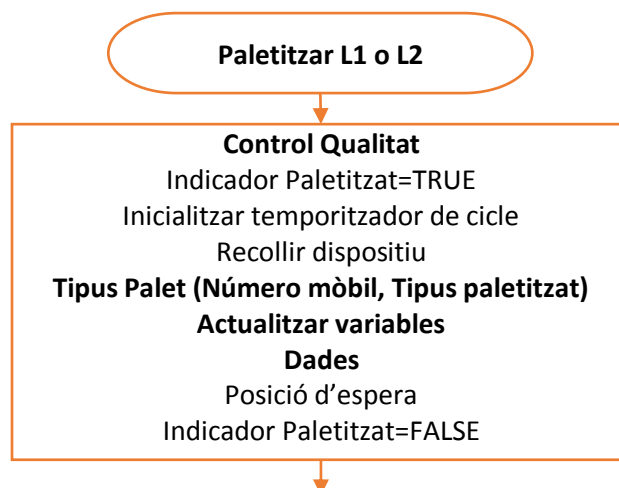 Paletitzar L1 o L2
Control Qualitat
Indicador Paletitzat=TRUE
Inicialitzar temporitzador de cicle
Recollir dispositiu
Tipus Palet (Número mòbil, Tipus paletitzat)
Actualitzar variables
Dades
Posició d’espera
Indicador Paletitzat=FALSE